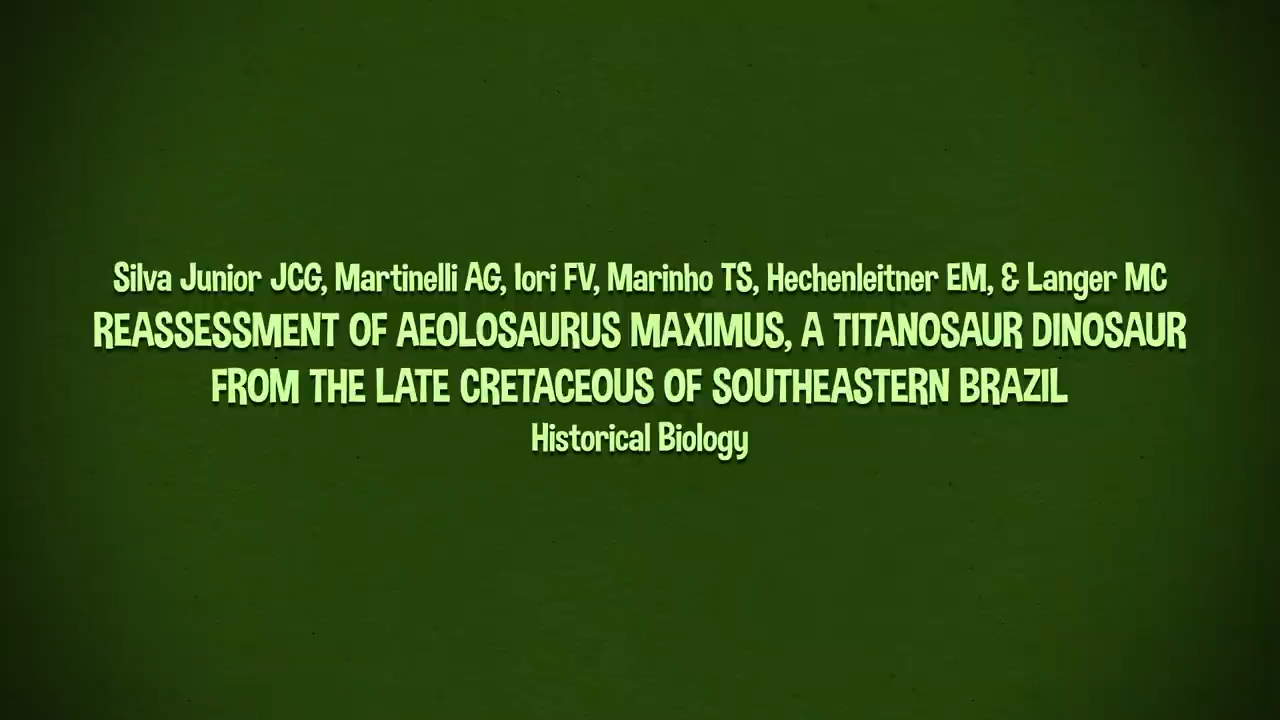 Silva Junior JCG, Martinelli AG, Iori FV, Marinho TS, Hechenleitner EM, & Langer MC
REASSESSMENT OF AEOLOSAURUS MAXIMUS, A TITANOSAUR DINOSAUR
FROM THE LATE CRETACEOUS OF SOUTHEASTERN BRAZIL
Historical Biology